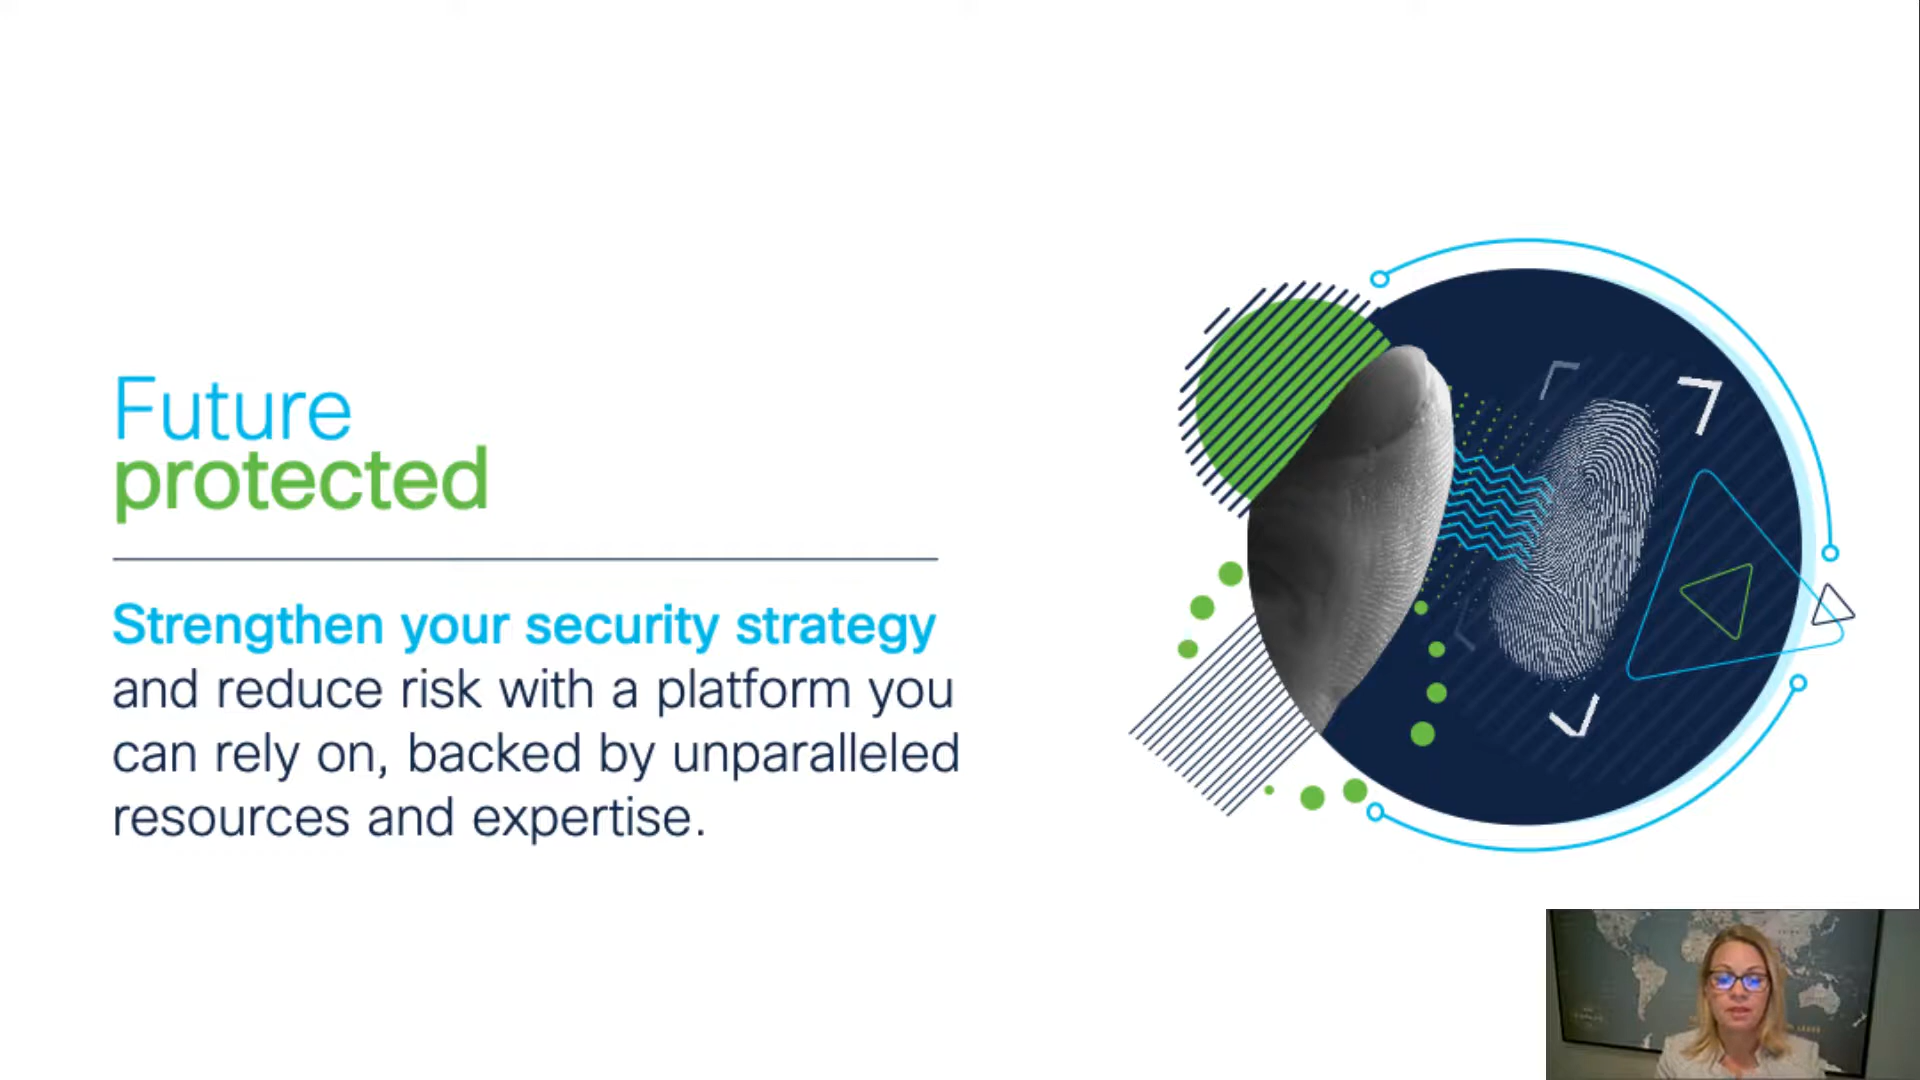 Future
protected
Strengthen your security strategy
and reduce risk with a platform you
can rely on, backed by unparalleled
resources and expertise.